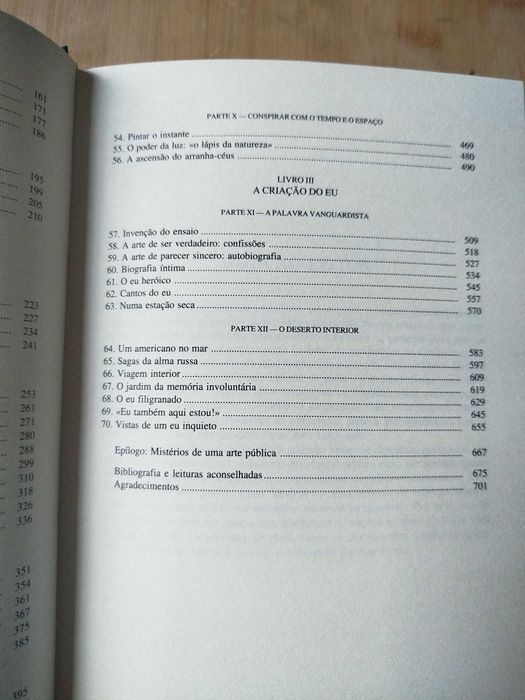 161
171
177
186
195
199
205
210
223
227
234
241
253
261
271
280
288
299
310
318
326
336
351
354
361
367
375
385
395
PARTE X — CONSPIRAR COM O TEMPO E O ESPAÇO
54. Pintar o instante 469
55. O poder da luz: «o lápis da natureza» 480
56. A ascensão do arranha-céus 490
LIVRO III
A CRIAÇÃO DO EU
PARTE XI — A PALAVRA VANGUARDISTA
57. Invenção do ensaio 509
58. A arte de ser verdadeiro: confissões 518
59. A arte de parecer sincero: autobiografia 527
60. Biografia íntima 534
61. O eu heróico 545
62. Cantos do eu 557
63. Numa estação seca 570
PARTE XII — O DESERTO INTERIOR
64. Um americano no mar 583
65. Sagas da alma russa 597
66. Viagem interior 609
67. O jardim da memória involuntária 619
68. O eu filigranado 629
69. «Eu também aqui estou!» 645
70. Vistas de um eu inquieto 655
Epílogo: Mistérios de uma arte pública 667
Bibliografia e leituras aconselhadas 675
Agradecimentos 701